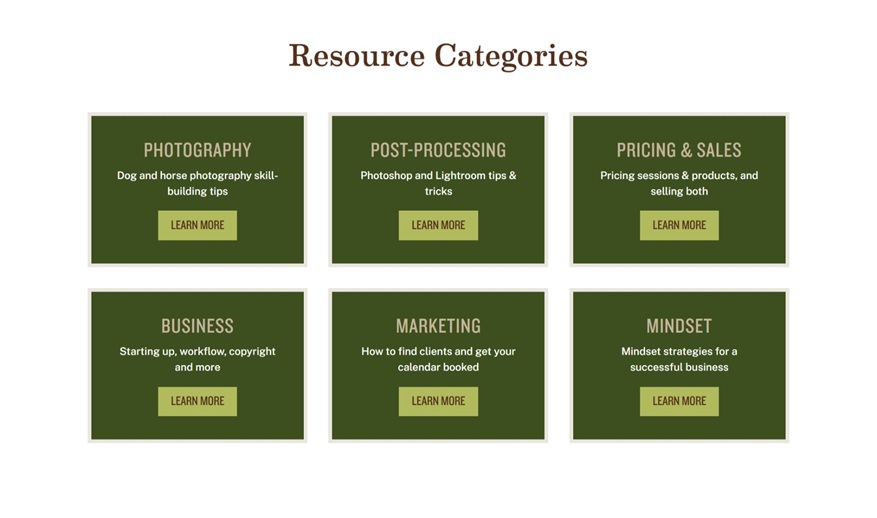 Resource Categories
PHOTOGRAPHY
Dog and horse photography skill-
building tips
LEARN MORE
POST-PROCESSING
Photoshop and Lightroom tips &
tricks
LEARN MORE
PRICING & SALES
Pricing sessions & products, and
selling both
LEARN MORE
BUSINESS
Starting up, workflow, copyright
and more
LEARN MORE
MARKETING
How to find clients and get your
calendar booked
LEARN MORE
MINDSET
Mindset strategies for a
successful business
LEARN MORE